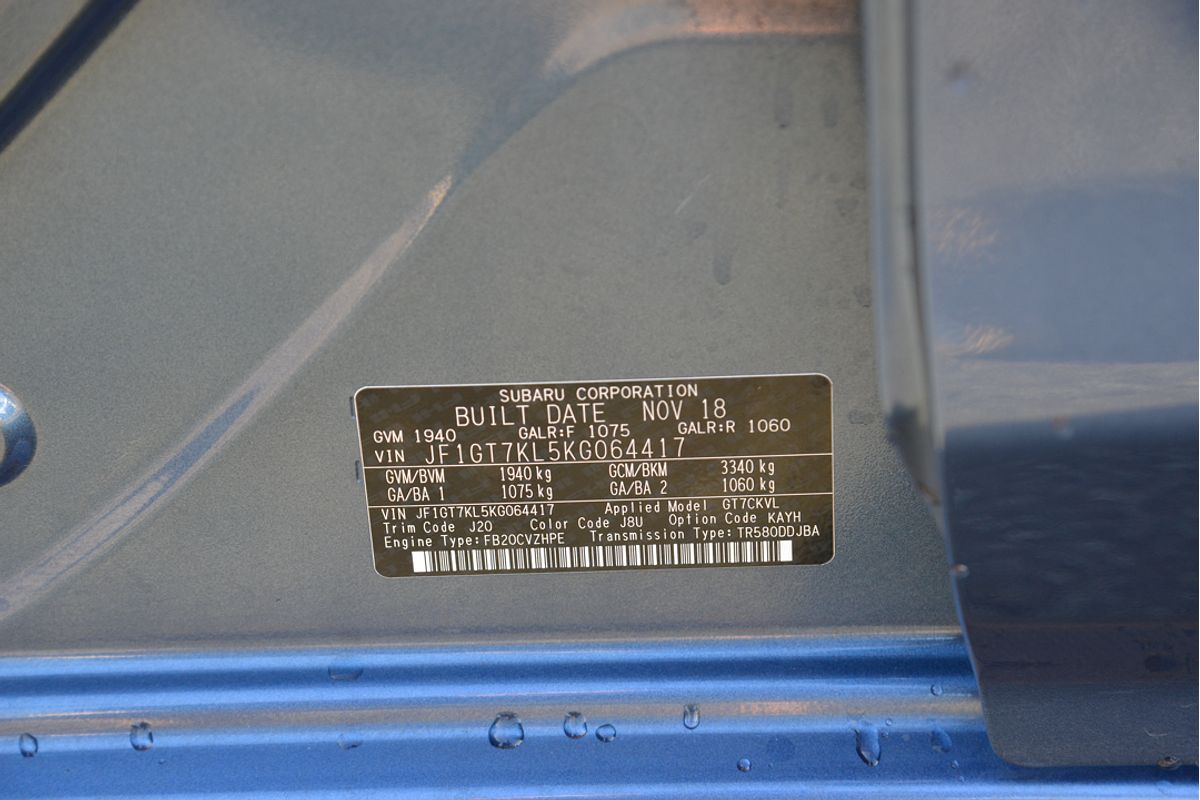 SUBARU CORPORATION
BUILT DATE NOV 18
GVM 1940 GALR:F 1075 GALR:R 1060
VIN JF1GT7KL5KG064417
GVM/BVM 1940 kg GCM/BKM 3340 kg
GA/BA 1 1075 kg GA/BA 2 1060 kg
VIN JF1GT7KL5KG064417 Applied Model GT7CKVL
Trim Code J20 Color Code J8U Option Code KAYH
Engine Type: FB20CVZHPE Transmission Type: TR580DDJBA